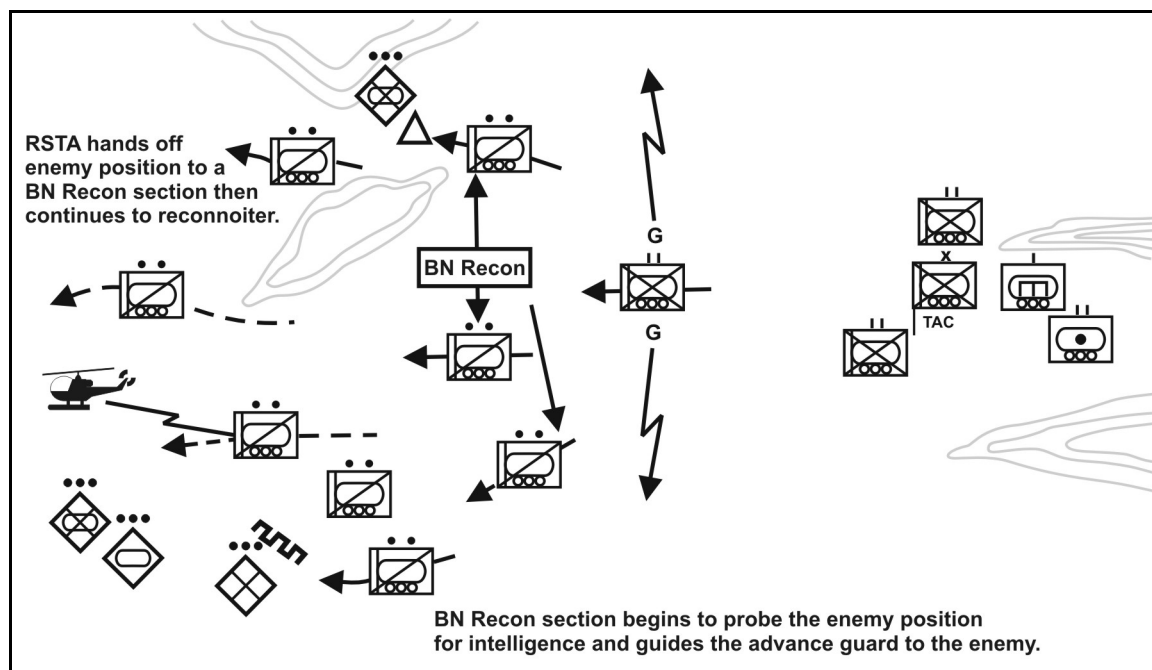 RSTA hands off
enemy position to a
BN Recon section then
continues to reconnoiter.
BN Recon
G
G
x
TAC
BN Recon section begins to probe the enemy position
for intelligence and guides the advance guard to the enemy.